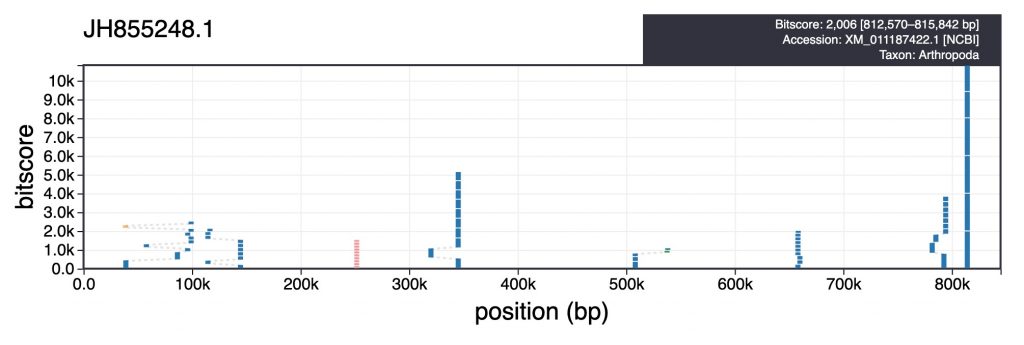 JH855248.1
Bitscore: 2,006 [812,570–815,842 bp]
Accession: XM_011187422.1 [NCBI]
Taxon: Arthropoda
10k
9.0k
8.0k
7.0k
6.0k
5.0k
4.0k
3.0k
2.0k
1.0k
0.0
bitscore
0.0 100k 200k 300k 400k 500k 600k 700k 800k
position (bp)